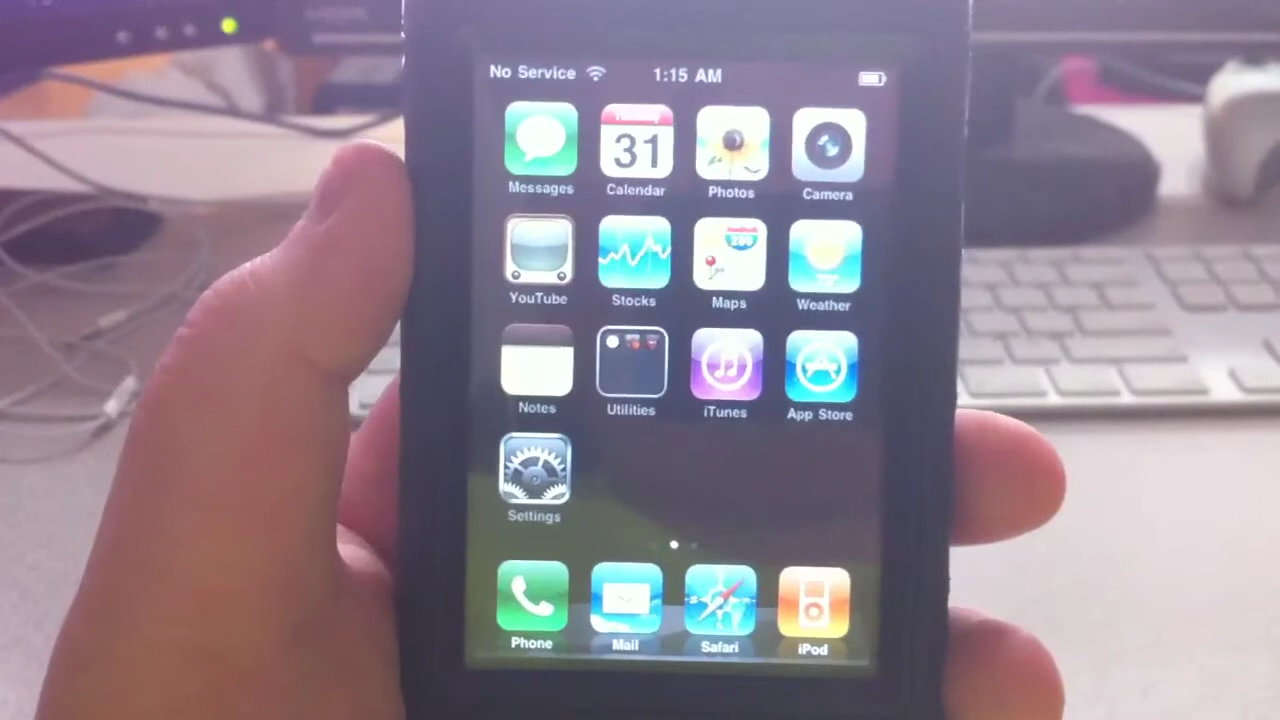 No Service 1:15 AM
31
Messages Calendar Photos Camera
280
YouTube Stocks Maps Weather
Notes Utilities iTunes App Store
Settings
Phone Mail Safari iPod